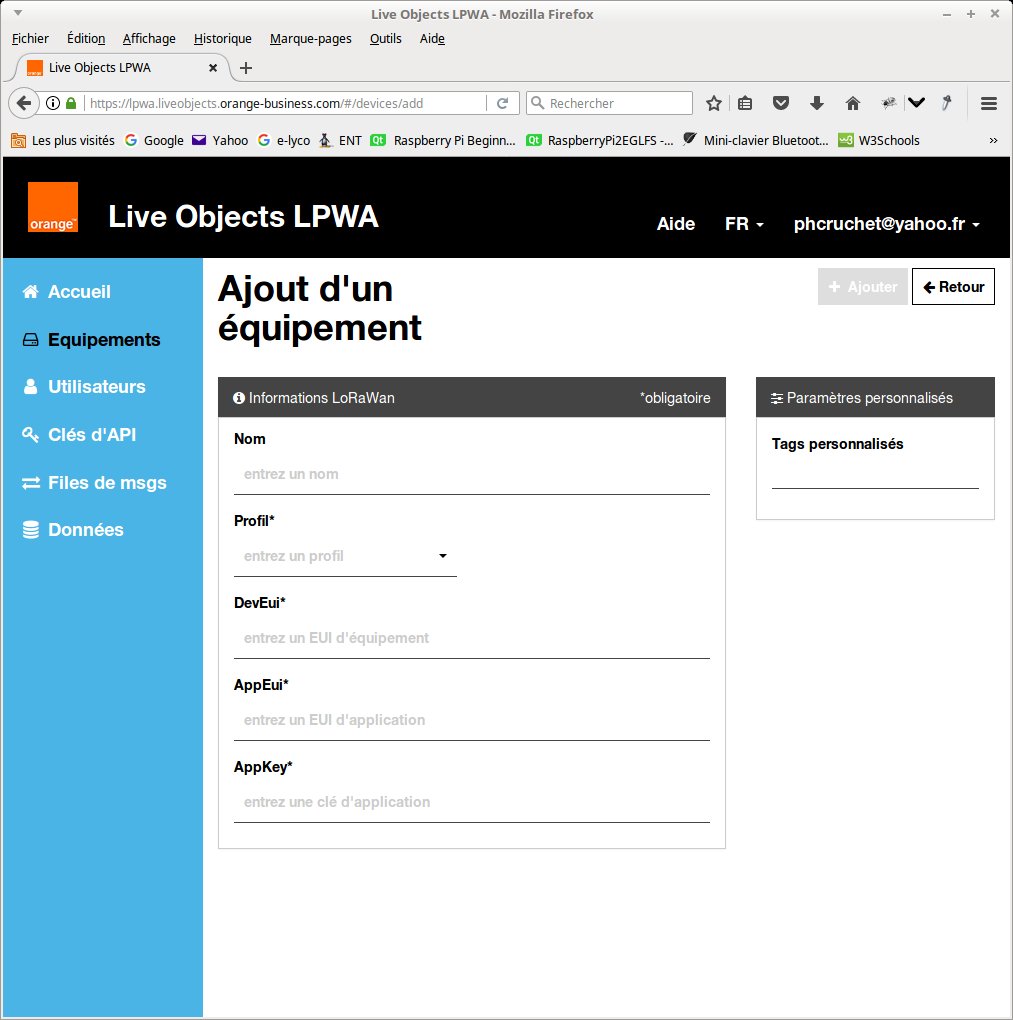 Live Objects LPWA - Mozilla Firefox
Fichier Édition Affichage Historique Marque-pages Outils Aide
Live Objects LPWA
https://lpwa.liveobjects.orange-business.com/#/devices/add
Rechercher
Les plus visités Google Yahoo e-lyco ENT Raspberry Pi Beginn... RaspberryPi2EGLFS -... Mini-clavier Bluetoot... W3Schools
orange™
Live Objects LPWA
Aide FR phcruchet@yahoo.fr
Accueil
Equipements
Utilisateurs
Clés d'API
Files de msgs
Données
Ajout d'un
équipement
+ Ajouter
Retour
Informations LoRaWan *obligatoire
Nom
entrez un nom
Profil*
entrez un profil
DevEui*
entrez un EUI d'équipement
AppEui*
entrez un EUI d'application
AppKey*
entrez une clé d'application
Paramètres personnalisés
Tags personnalisés